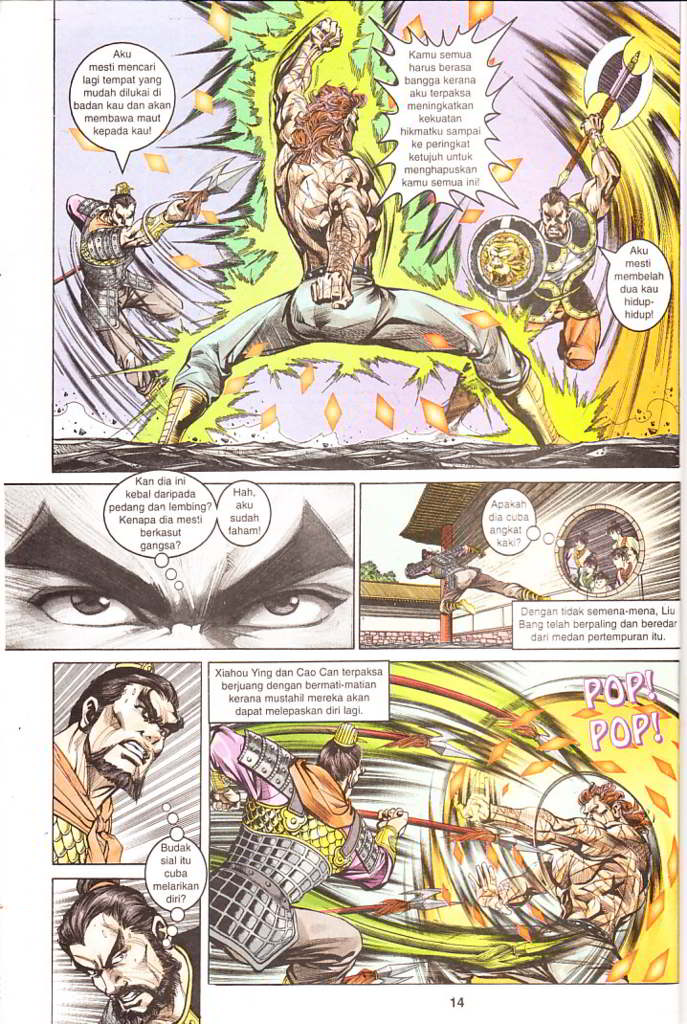 Aku
mesti mencari
lagi tempat yang
mudah dilukai di
badan kau dan akan
membawa maut
kepada kau!
Kamu semua
harus berasa
bangga kerana
aku terpaksa
meningkatkan
kekuatan
hikmatku sampai
ke peringkat
ketujuh untuk
menghapuskan
kamu semua ini!
Aku
mesti
membelah
dua kau
hidup-
hidup!
Kan dia ini
kebal daripada
pedang dan lembing?
Kenapa dia mesti
berkasut
gangsa?
Hah,
aku
sudah
faham!
Apakah
dia cuba
angkat
kaki?
Dengan tidak semena-mena, Liu
Bang telah berpaling dan beredar
dari medan pertempuran itu.
Budak
sial itu
cuba
melarikan
diri?
Xiahou Ying dan Cao Can terpaksa
berjuang dengan bermati-matian
kerana mustahil mereka akan
dapat melepaskan diri lagi.
POP!
POP!
14